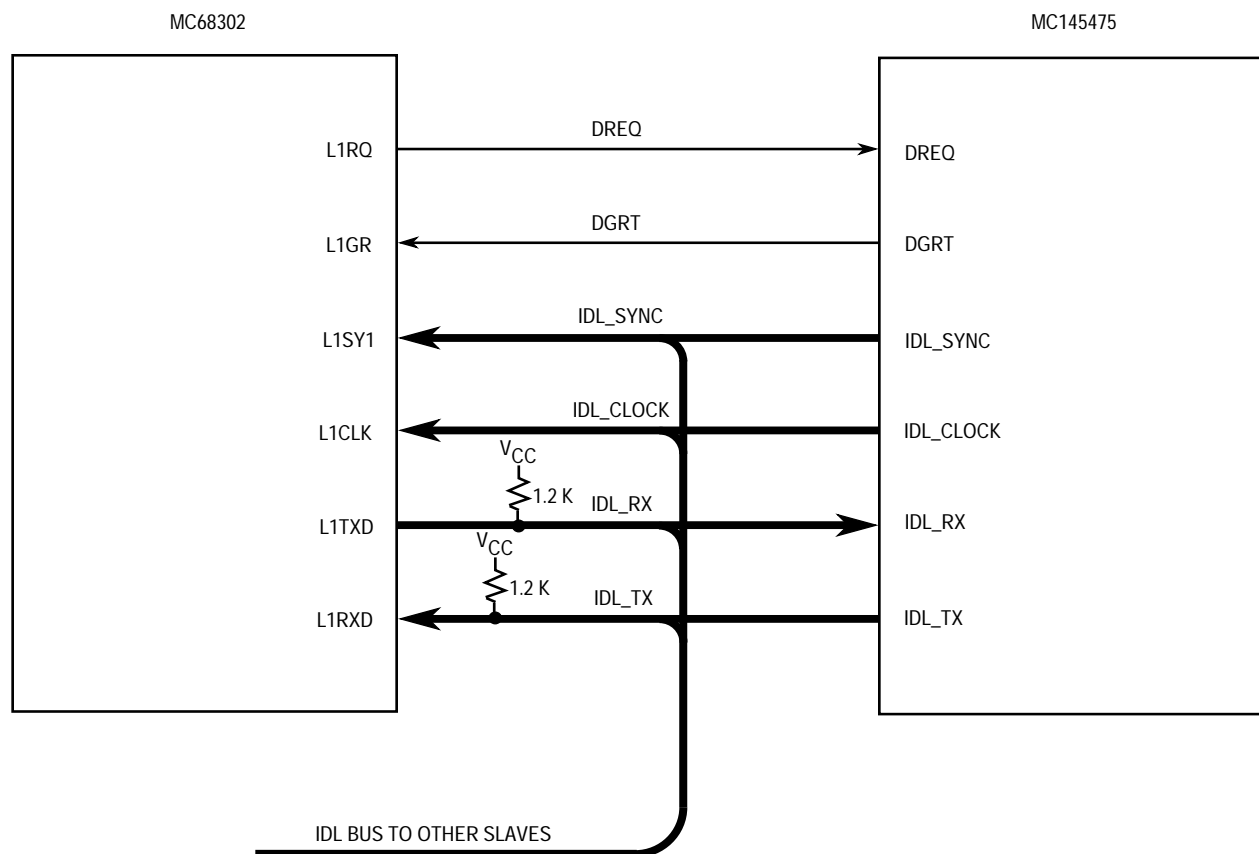 MC68302
MC145475
DREQ
L1RQ
DREQ
DGRT
L1GR
DGRT
IDL_SYNC
L1SY1
IDL_SYNC
IDL_CLOCK
L1CLK
IDL_CLOCK
VCC
1.2 K
IDL_RX
L1TXD
IDL_RX
VCC
1.2 K
IDL_TX
L1RXD
IDL_TX
IDL BUS TO OTHER SLAVES